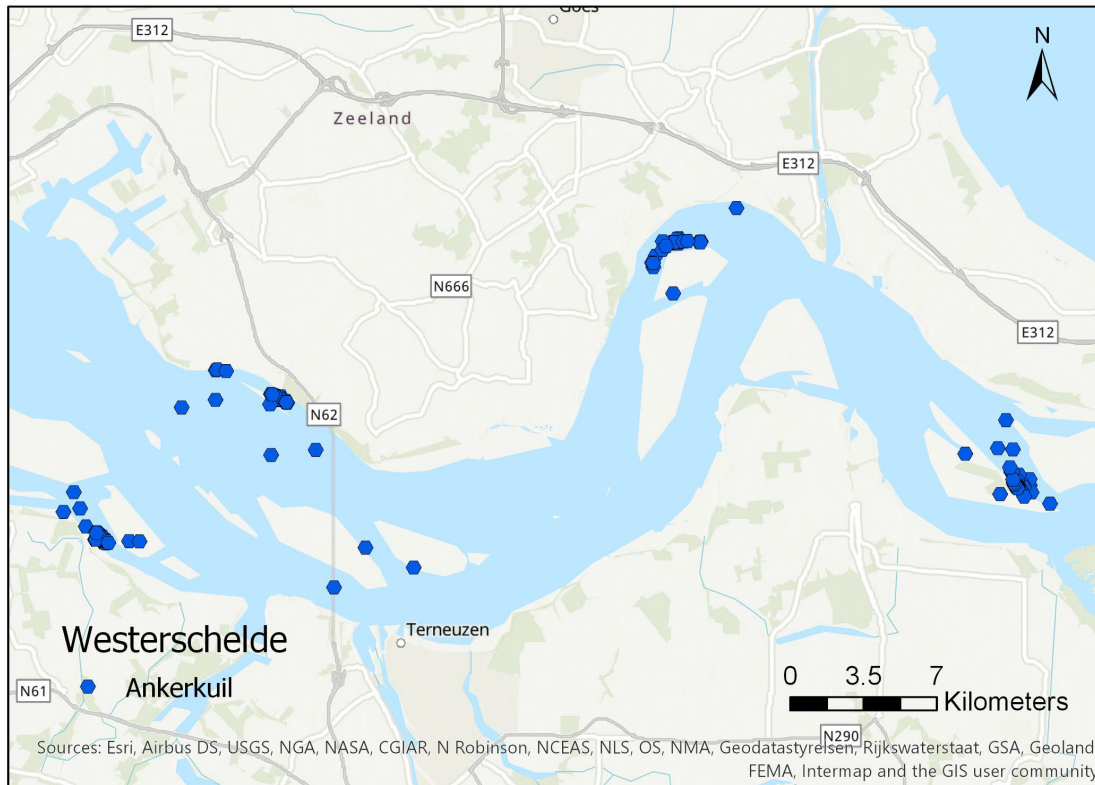 Goes
E312
N
Zeeland
E312
N666
E312
N62
Terneuzen
Westerschelde
Ankerkuil
N61
0 3.5 7
Kilometers
N290
Sources: Esri, Airbus DS, USGS, NGA, NASA, CGIAR, N Robinson, NCEAS, NLS, OS, NMA, Geodatastyrelsen, Rijkswaterstaat, GSA, Geoland
FEMA, Intermap and the GIS user community